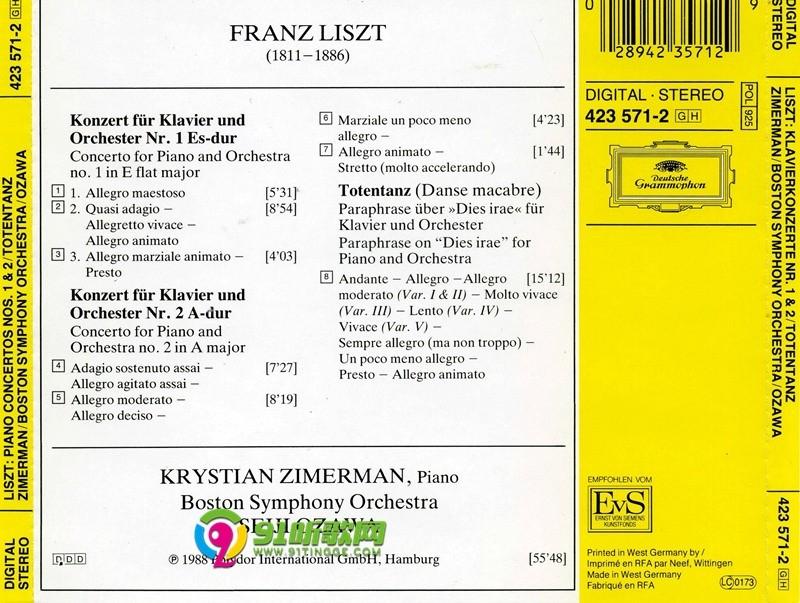 423 571-2 GH
LISZT: PIANO CONCERTOS NOS. 1 & 2/TOTENTANZ
ZIMERMAN/BOSTON SYMPHONY ORCHESTRA/OZAWA
DIGITAL
STEREO
FRANZ LISZT
(1811–1886)
Konzert für Klavier und
Orchester Nr. 1 Es-dur
Concerto for Piano and Orchestra
no. 1 in E flat major
1 1. Allegro maestoso [5'31]
2 2. Quasi adagio – [8'54]
Allegretto vivace –
Allegro animato
3 3. Allegro marziale animato – [4'03]
Presto
Konzert für Klavier und
Orchester Nr. 2 A-dur
Concerto for Piano and
Orchestra no. 2 in A major
4 Adagio sostenuto assai – [7'27]
Allegro agitato assai –
5 Allegro moderato – [8'19]
Allegro deciso –
6 Marziale un poco meno [4'23]
allegro –
7 Allegro animato – [1'44]
Stretto (molto accelerando)
Totentanz (Danse macabre)
Paraphrase über »Dies irae« für
Klavier und Orchester
Paraphrase on “Dies irae” for
Piano and Orchestra
8 Andante – Allegro –Allegro [15'12]
moderato (Var. I & II) – Molto vivace
(Var. III) – Lento (Var. IV) –
Vivace (Var. V) –
Sempre allegro (ma non troppo) –
Un poco meno allegro –
Presto – Allegro animato
KRYSTIAN ZIMERMAN, Piano
Boston Symphony Orchestra
91听歌网
WWW.91TINGGE.COM
DDD
℗ 1988 International GmbH, Hamburg [55'48]
0 28942 35712 9
DIGITAL · STEREO
423 571-2 GH
POL 925
Deutsche
Grammophon
EMPFOHLEN VOM
EvS
ERNST VON SIEMENS
KUNSTFONDS
Printed in West Germany by /
Imprimé en RFA par Neef, Wittingen
Made in West Germany
Fabriqué en RFA
LC 0173
DIGITAL
STEREO
LISZT: KLAVIERKONZERTE NR. 1 & 2/TOTENTANZ
ZIMERMAN/BOSTON SYMPHONY ORCHESTRA/OZAWA
423 571-2 GH